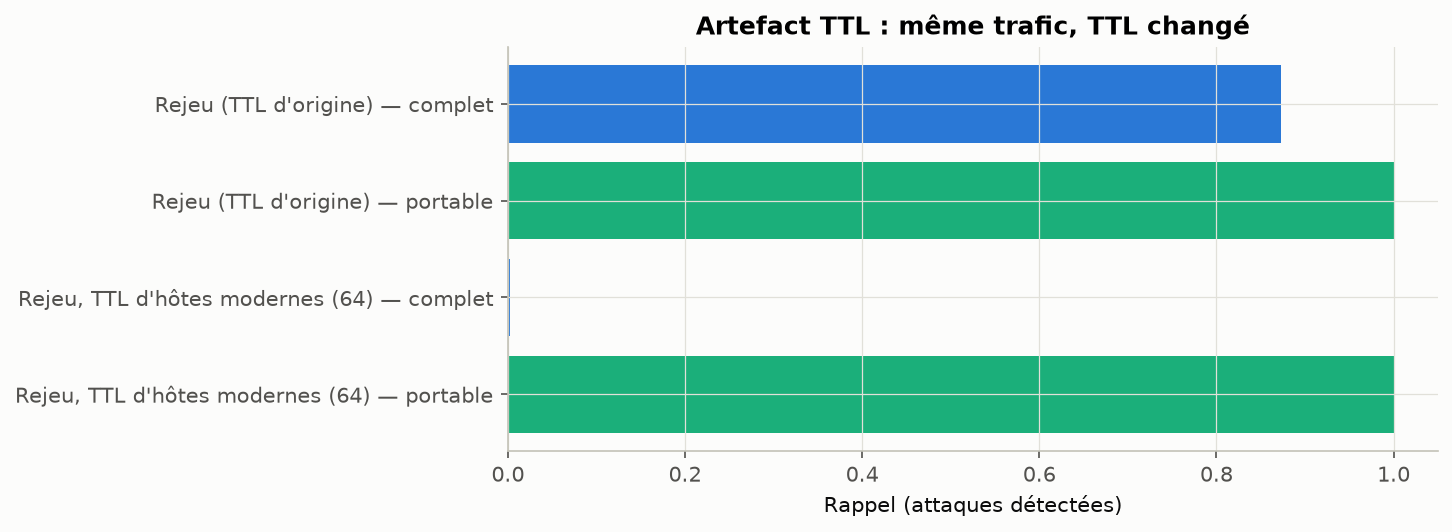 Artefact TTL : même trafic, TTL changé
Rejeu (TTL d'origine) — complet
Rejeu (TTL d'origine) — portable
Rejeu, TTL d'hôtes modernes (64) — complet
Rejeu, TTL d'hôtes modernes (64) — portable
0.0 0.2 0.4 0.6 0.8 1.0
Rappel (attaques détectées)